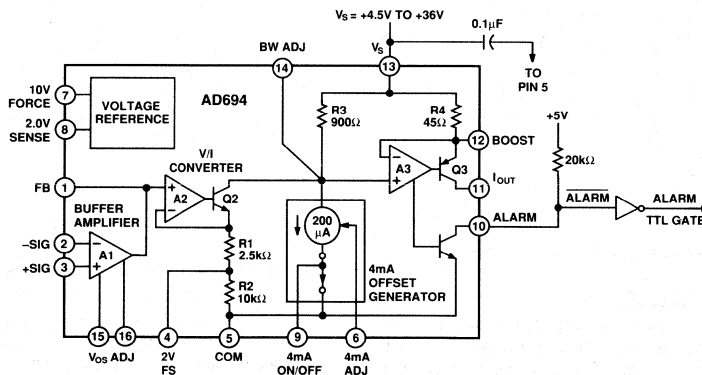 VS = +4.5V TO +36V
0.1µF
BW ADJ
VS
14
13
TO
PIN 5
10V
FORCE
7
VOLTAGE
REFERENCE
AD694
R3
900Ω
R4
45Ω
+5V
2.0V
SENSE
8
12
BOOST
V/I
CONVERTER
20kΩ
FB
1
+
A2
−
Q2
−
A3
+
Q3
11
IOUT
BUFFER
AMPLIFIER
200
µA
10
ALARM
ALARM
ALARM
TTL GATE
−SIG
2
−
A1
+SIG
3
+
R1
2.5kΩ
R2
10kΩ
4mA
OFFSET
GENERATOR
15
16
4
5
9
6
VOS ADJ
2V
FS
COM
4mA
ON/OFF
4mA
ADJ